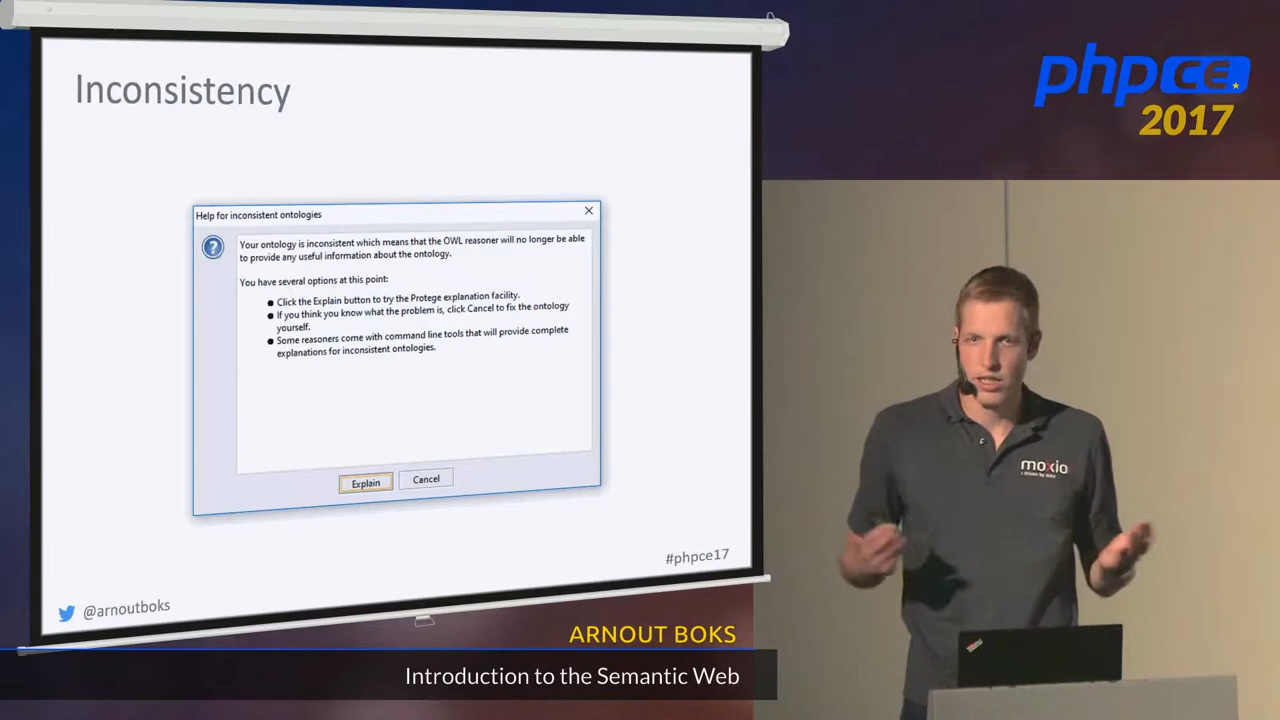 Inconsistency
Help for inconsistent ontologies
Your ontology is inconsistent which means that the OWL reasoner will no longer be able
to provide any useful information about the ontology.
You have several options at this point:
Click the Explain button to try the Protege explanation facility.
If you think you know what the problem is, click Cancel to fix the ontology
yourself.
Some reasoners come with command line tools that will provide complete
explanations for inconsistent ontologies.
Explain
Cancel
#phpce17
@arnoutboks
phpCE
2017
moxio
driven by data
ARNOUT BOKS
Introduction to the Semantic Web